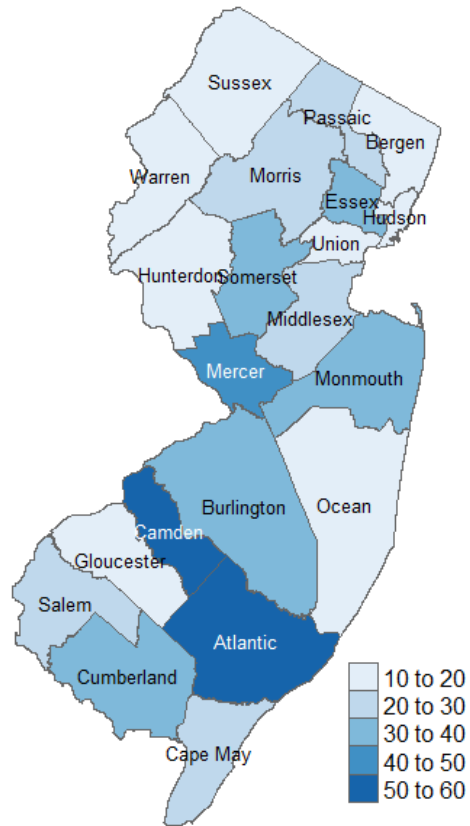 Sussex
Passaic
Bergen
Warren
Morris
Essex
Hudson
Union
Hunterdon
Somerset
Middlesex
Mercer
Monmouth
Burlington
Ocean
Camden
Gloucester
Salem
Atlantic
Cumberland
Cape May
10 to 20
20 to 30
30 to 40
40 to 50
50 to 60